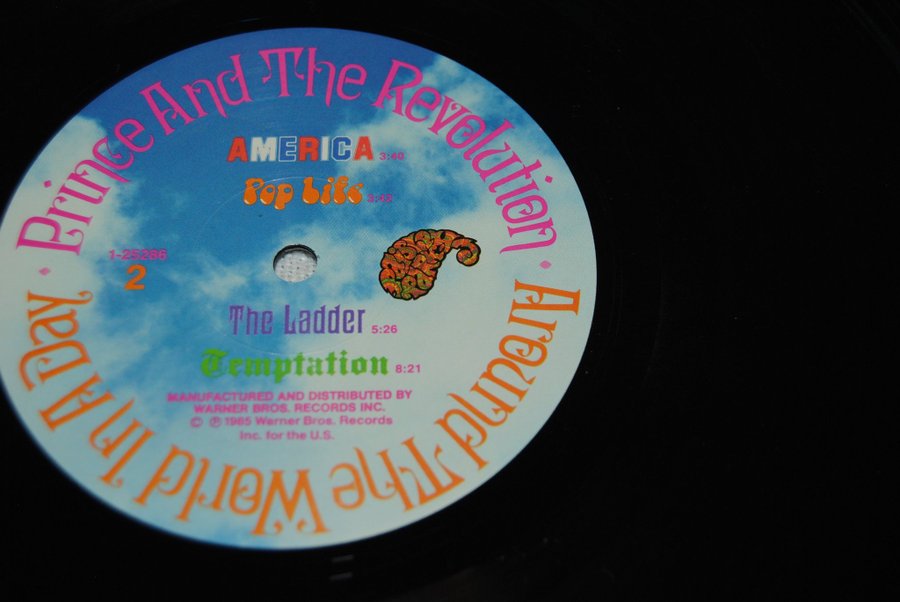 Prince And The Revolution
AMERICA 3:40
Pop Life
1-25286
2
PAISLEY PARK
The Ladder 5:26
Temptation 8:21
MANUFACTURED AND DISTRIBUTED BY
WARNER BROS. RECORDS INC.
© ℗ 1985 Warner Bros. Records
Inc. for the U.S.
Around The World In A Day